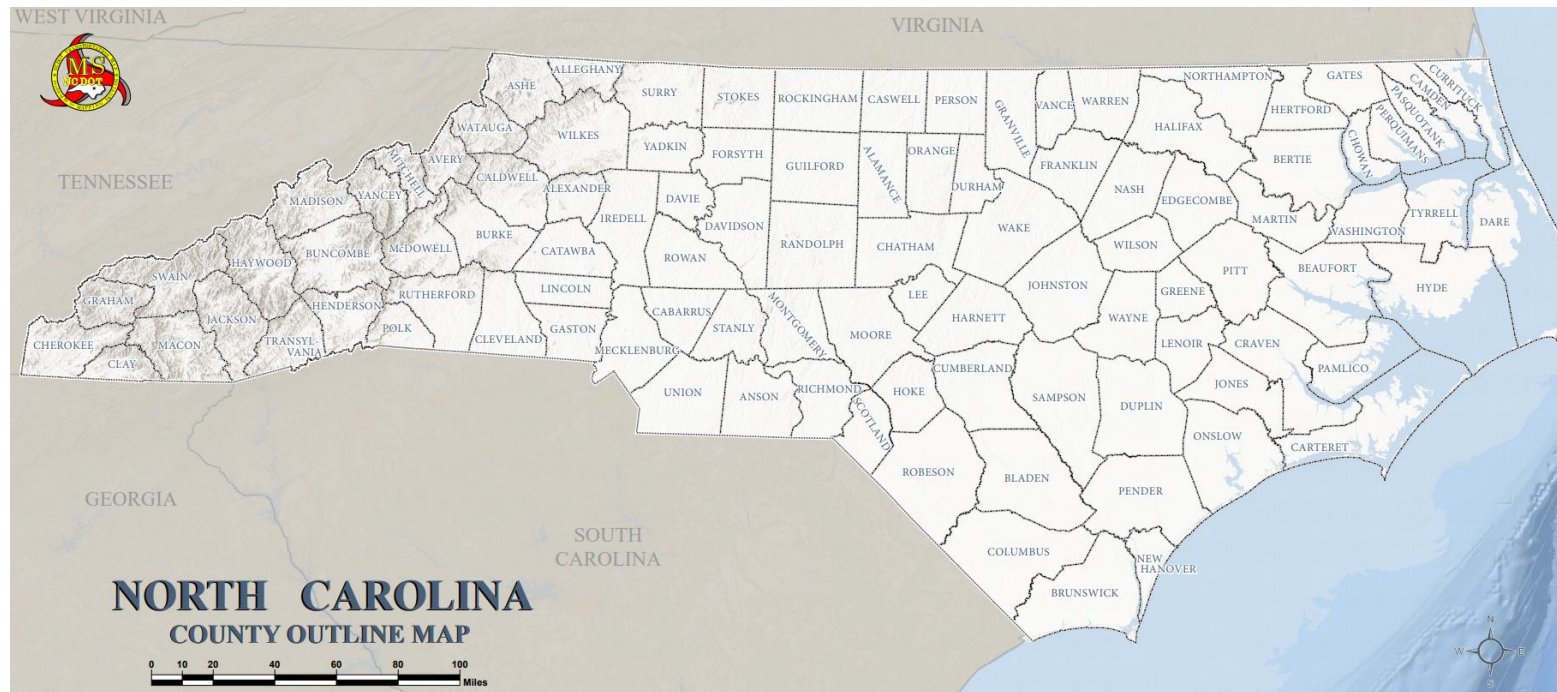 WEST VIRGINIA
VIRGINIA
MS
NCDOT
ALLEGHANY
ASHE
SURRY
STOKES
ROCKINGHAM
CASWELL
PERSON
GRANVILLE
VANCE
WARREN
NORTHAMPTON
GATES
CURRITUCK
CAMDEN
PASQUOTANK
PERQUIMANS
HERTFORD
HALIFAX
WATAUGA
WILKES
YADKIN
FORSYTH
GUILFORD
ALAMANCE
ORANGE
DURHAM
FRANKLIN
BERTIE
CHOWAN
TENNESSEE
MITCHELL
AVERY
CALDWELL
ALEXANDER
DAVIE
NASH
EDGECOMBE
MADISON
YANCEY
IREDELL
DAVIDSON
RANDOLPH
CHATHAM
WAKE
MARTIN
WASHINGTON
TYRRELL
DARE
BUNCOMBE
McDOWELL
BURKE
CATAWBA
ROWAN
WILSON
SWAIN
HAYWOOD
PITT
BEAUFORT
HYDE
GRAHAM
JACKSON
HENDERSON
RUTHERFORD
LINCOLN
LEE
JOHNSTON
GREENE
CHEROKEE
CLAY
MACON
TRANSYL-
VANIA
POLK
CLEVELAND
GASTON
MECKLENBURG
CABARRUS
STANLY
MONTGOMERY
MOORE
HARNETT
WAYNE
LENOIR
CRAVEN
PAMLICO
UNION
ANSON
RICHMOND
SCOTLAND
HOKE
CUMBERLAND
SAMPSON
DUPLIN
JONES
ONSLOW
CARTERET
GEORGIA
ROBESON
BLADEN
PENDER
SOUTH
CAROLINA
COLUMBUS
NEW
HANOVER
BRUNSWICK
NORTH CAROLINA
COUNTY OUTLINE MAP
0 10 20 40 60 80 100
Miles
N
W E
S